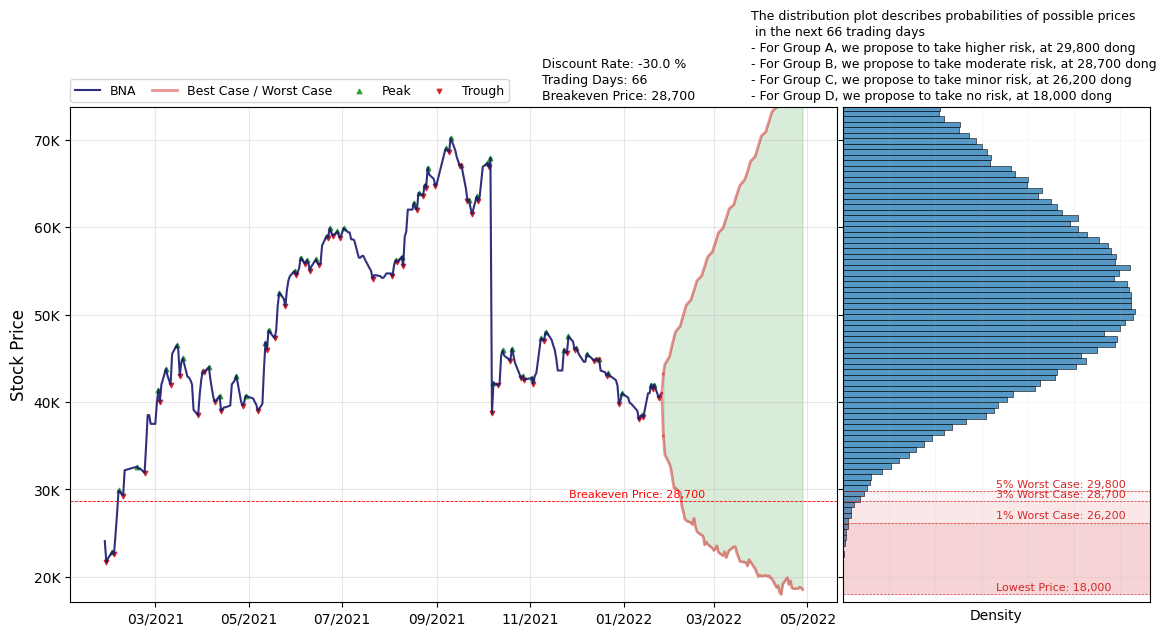 The distribution plot describes probabilities of possible prices
in the next 66 trading days
- For Group A, we propose to take higher risk, at 29,800 dong
- For Group B, we propose to take moderate risk, at 28,700 dong
- For Group C, we propose to take minor risk, at 26,200 dong
- For Group D, we propose to take no risk, at 18,000 dong
Discount Rate: -30.0 %
Trading Days: 66
Breakeven Price: 28,700
BNA
Best Case / Worst Case
Peak
Trough
Stock Price
70K
60K
50K
40K
30K
20K
Breakeven Price: 28,700
03/2021
05/2021
07/2021
09/2021
11/2021
01/2022
03/2022
05/2022
5% Worst Case: 29,800
3% Worst Case: 28,700
1% Worst Case: 26,200
Lowest Price: 18,000
Density